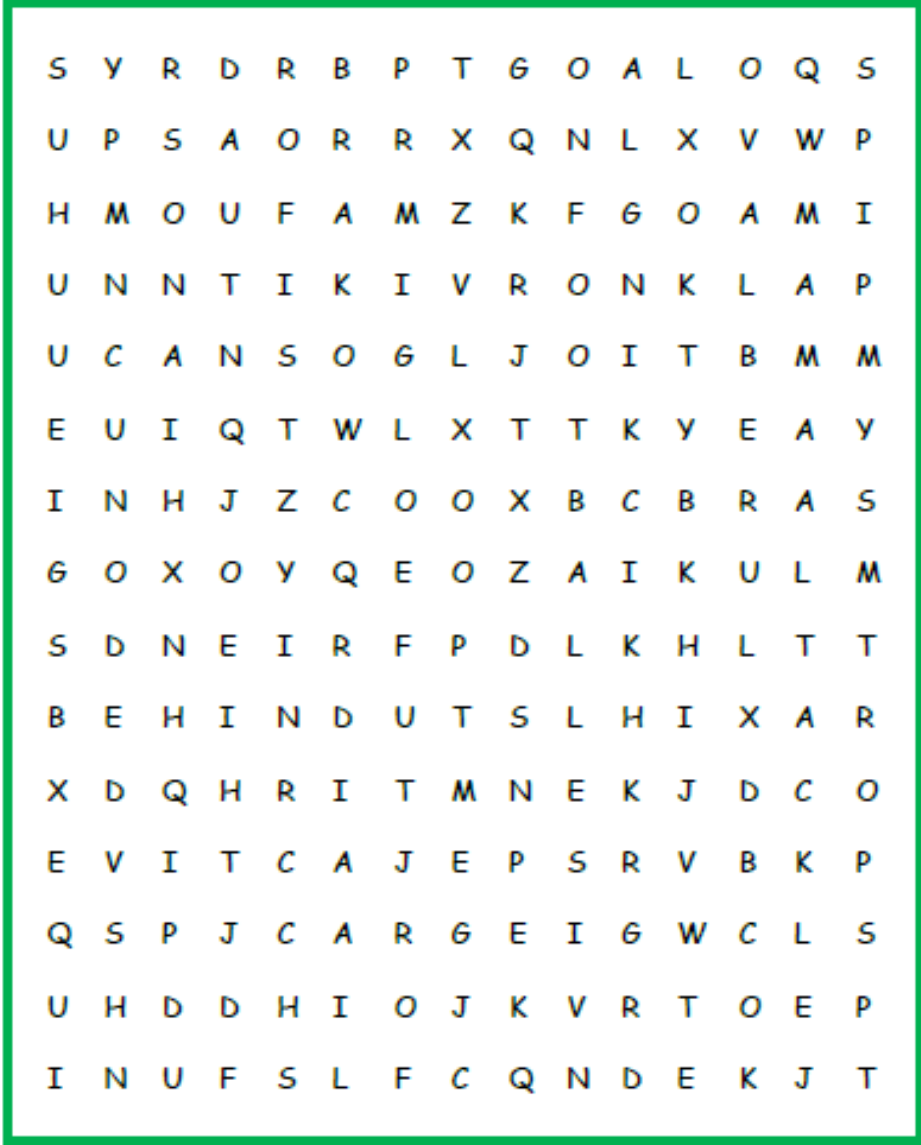 S Y R D R B P T G O A L O Q S
U P S A O R R X Q N L X V W P
H M O U F A M Z K F G O A M I
U N N T I K I V R O N K L A P
U C A N S O G L J O I T B M M
E U I Q T W L X T T K Y E A Y
I N H J Z C O O X B C B R A S
G O X O Y Q E O Z A I K U L M
S D N E I R F P D L K H L T T
B E H I N D U T S L H I X A R
X D Q H R I T M N E K J D C O
E V I T C A J E P S R V B K P
Q S P J C A R G E I G W C L S
U H D D H I O J K V R T O E P
I N U F S L F C Q N D E K J T